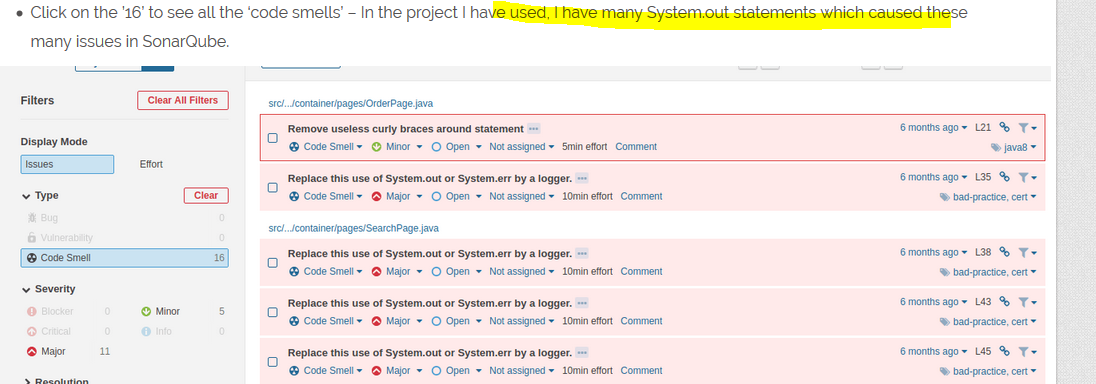 Click on the ’16’ to see all the ‘code smells’ – In the project I have used, I have many System.out statements which caused these
many issues in SonarQube.
Filters
Clear All Filters
Display Mode
Issues
Effort
Type
Clear
Bug 0
Vulnerability 0
Code Smell 16
Severity
Blocker 0
Minor 5
Critical 0
Info 0
Major 11
Resolution
src/.../container/pages/OrderPage.java
Remove useless curly braces around statement
6 months ago L21
Code Smell Minor Open Not assigned 5min effort Comment
java8
Replace this use of System.out or System.err by a logger.
6 months ago L35
Code Smell Major Open Not assigned 10min effort Comment
bad-practice, cert
src/.../container/pages/SearchPage.java
Replace this use of System.out or System.err by a logger.
6 months ago L38
Code Smell Major Open Not assigned 10min effort Comment
bad-practice, cert
Replace this use of System.out or System.err by a logger.
6 months ago L43
Code Smell Major Open Not assigned 10min effort Comment
bad-practice, cert
Replace this use of System.out or System.err by a logger.
6 months ago L45
Code Smell Major Open Not assigned 10min effort Comment
bad-practice, cert